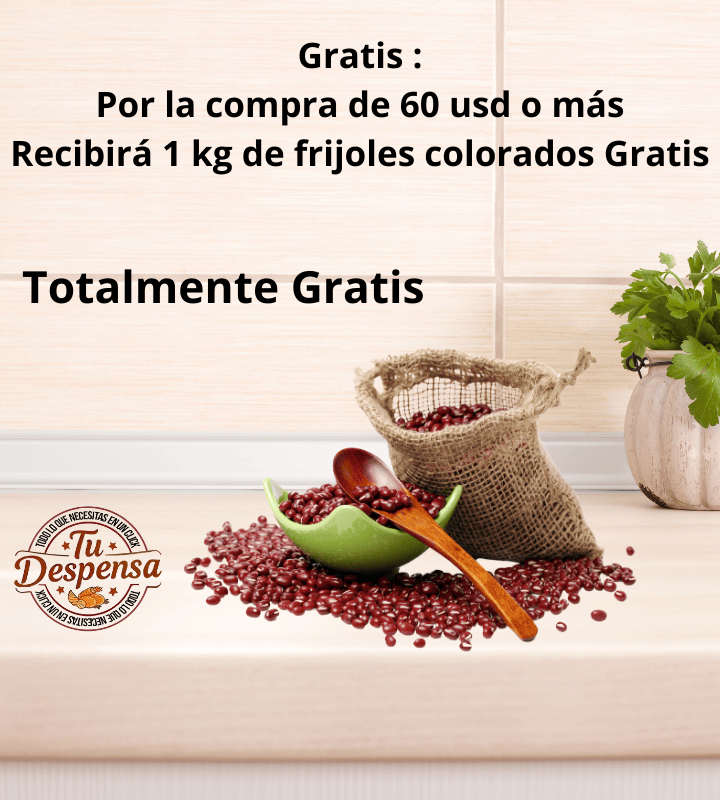 Gratis :
Por la compra de 60 usd o más
Recibirá 1 kg de frijoles colorados Gratis
Totalmente Gratis
TODO LO QUE NECESITAS EN UN CLICK
Tu
Despensa
TODO LO QUE NECESITAS EN UN CLICK